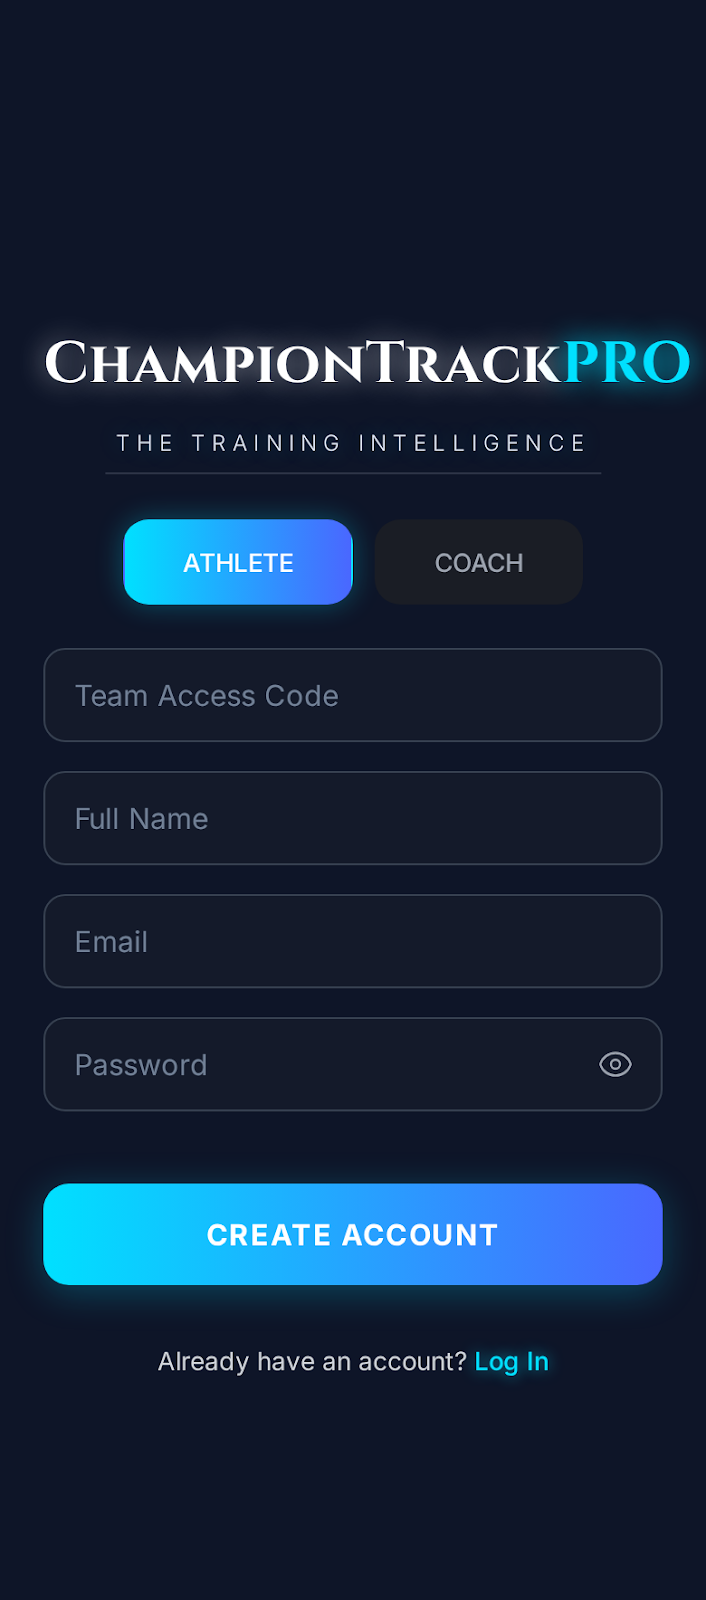 ChampionTrackPRO
THE TRAINING INTELLIGENCE
ATHLETE COACH
Team Access Code
Full Name
Email
Password
CREATE ACCOUNT
Already have an account? Log In